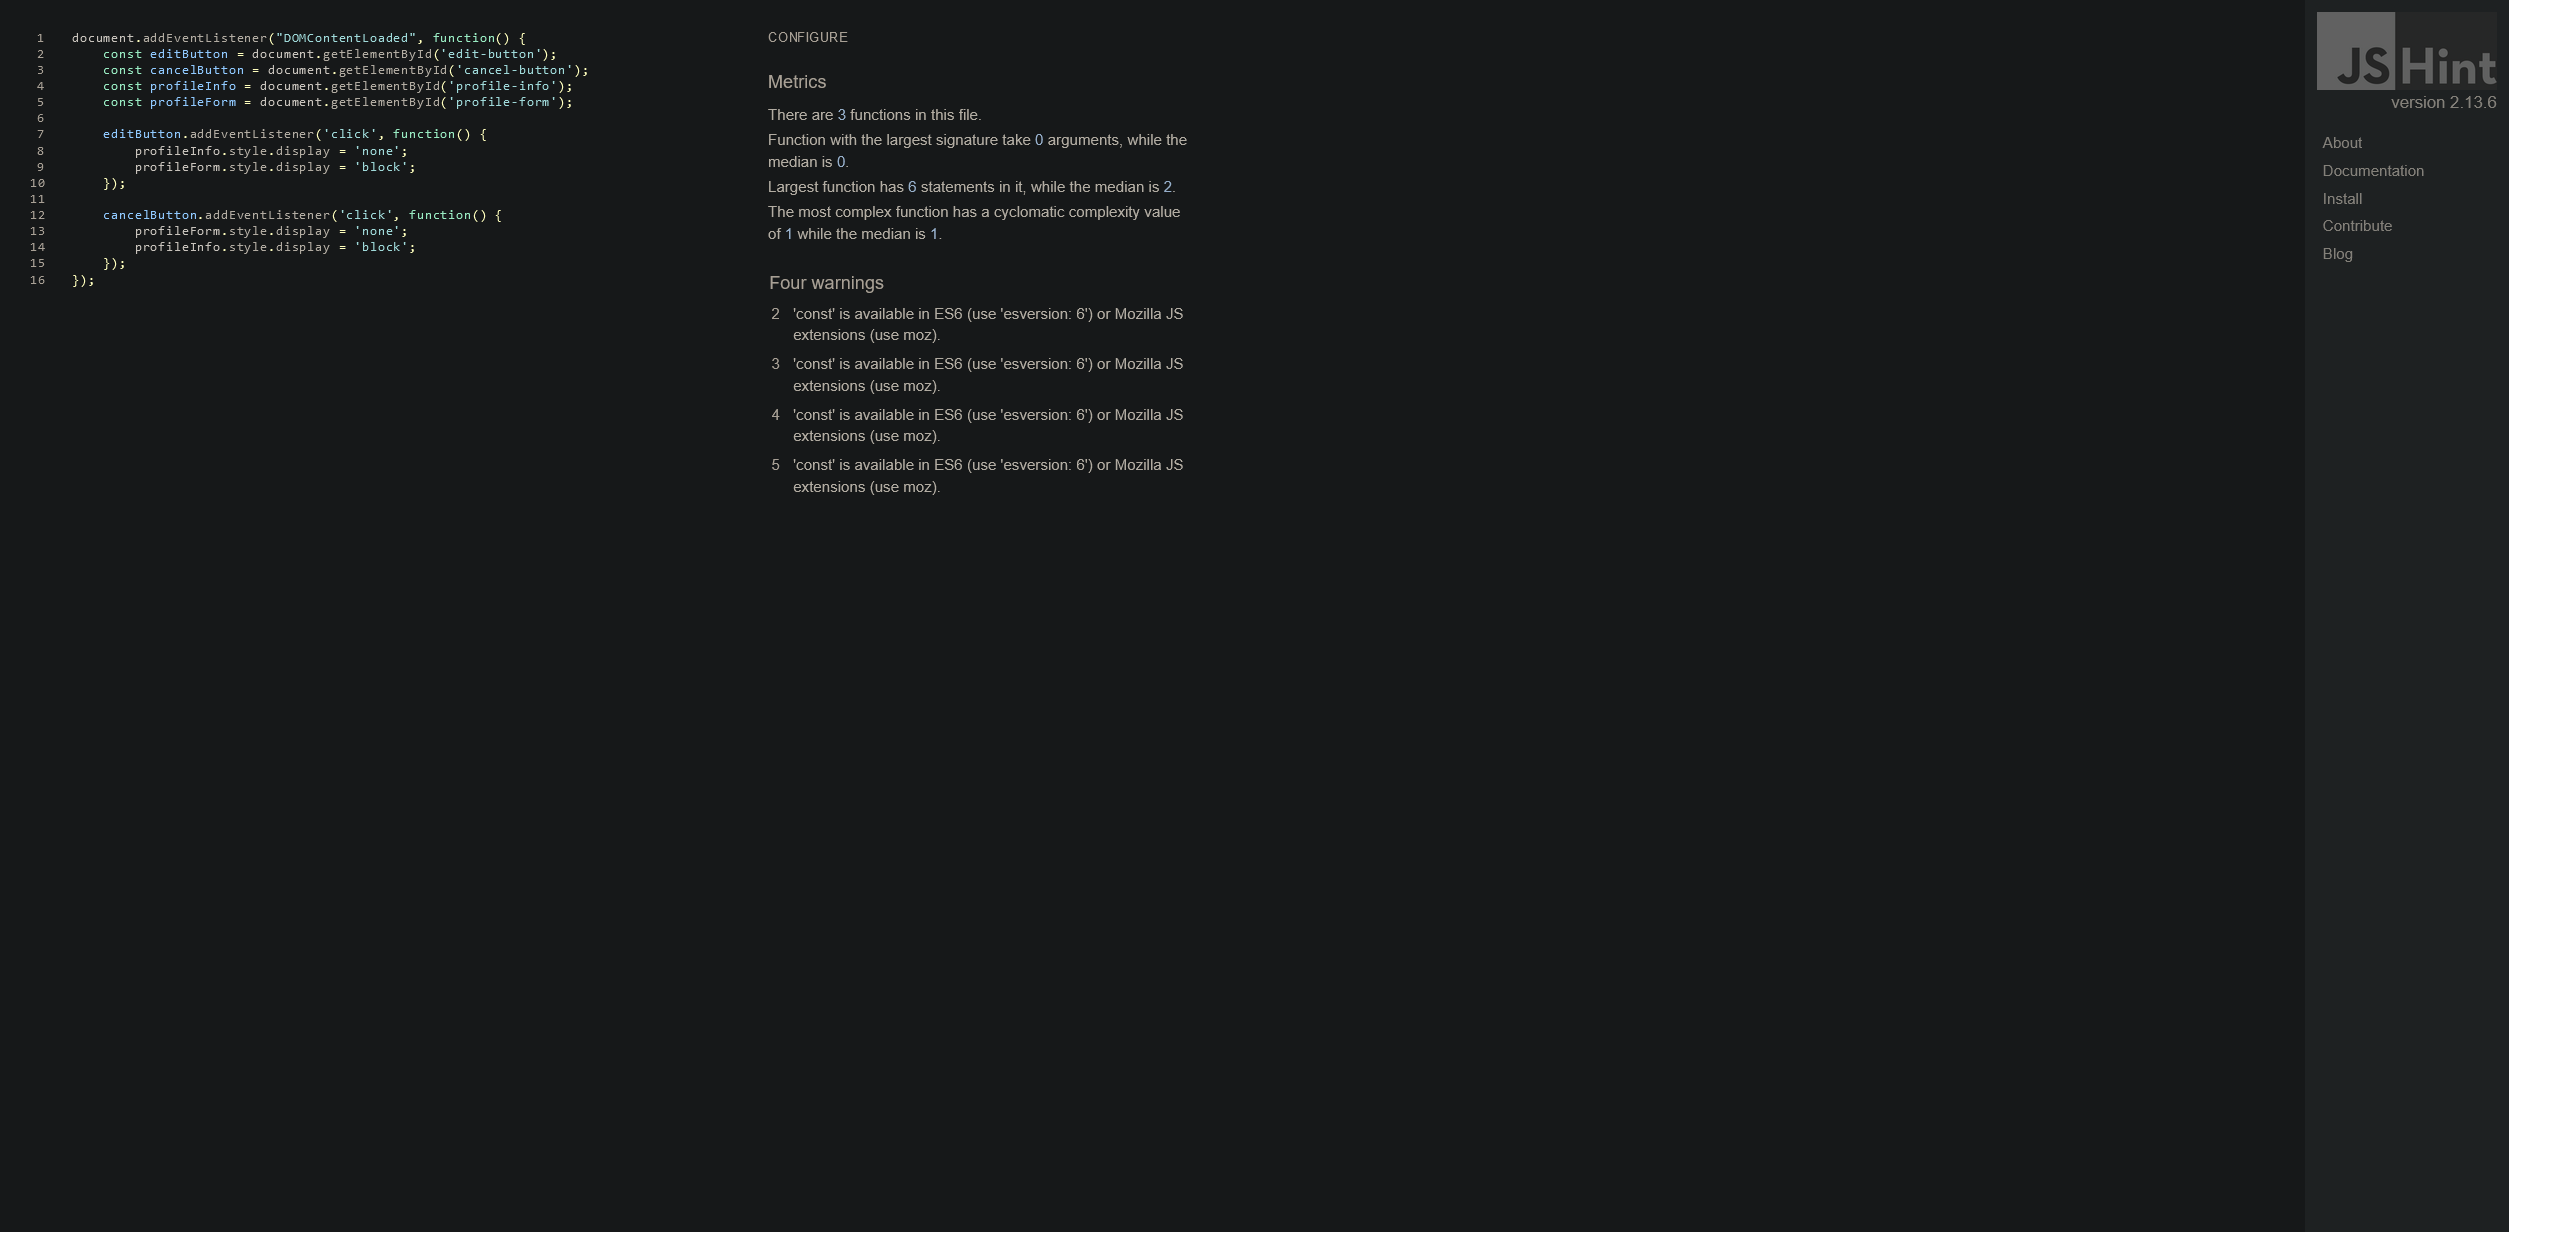 1 document.addEventListener("DOMContentLoaded", function() {
2 const editButton = document.getElementById('edit-button');
3 const cancelButton = document.getElementById('cancel-button');
4 const profileInfo = document.getElementById('profile-info');
5 const profileForm = document.getElementById('profile-form');
6
7 editButton.addEventListener('click', function() {
8 profileInfo.style.display = 'none';
9 profileForm.style.display = 'block';
10 });
11
12 cancelButton.addEventListener('click', function() {
13 profileForm.style.display = 'none';
14 profileInfo.style.display = 'block';
15 });
16 });
CONFIGURE
Metrics
There are 3 functions in this file.
Function with the largest signature take 0 arguments, while the
median is 0.
Largest function has 6 statements in it, while the median is 2.
The most complex function has a cyclomatic complexity value
of 1 while the median is 1.
Four warnings
2 'const' is available in ES6 (use 'esversion: 6') or Mozilla JS
extensions (use moz).
3 'const' is available in ES6 (use 'esversion: 6') or Mozilla JS
extensions (use moz).
4 'const' is available in ES6 (use 'esversion: 6') or Mozilla JS
extensions (use moz).
5 'const' is available in ES6 (use 'esversion: 6') or Mozilla JS
extensions (use moz).
JSHint
version 2.13.6
About
Documentation
Install
Contribute
Blog